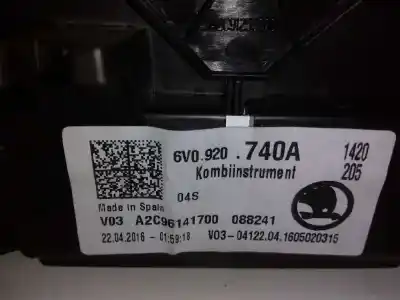 6V0.920 .740A 1420
Kombiinstrument 205
04S
Made in Spain
V03 A2C96141700 088241
22.04.2016 - 01:59:18 V03-04122.04.1605020315